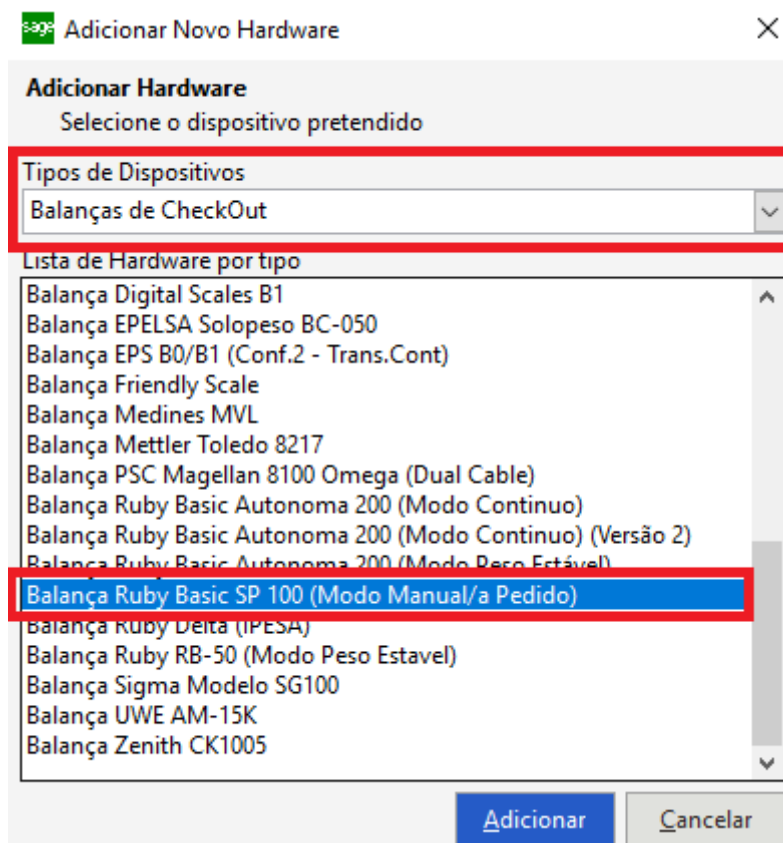 sage Adicionar Novo Hardware
Adicionar Hardware
Selecione o dispositivo pretendido
Tipos de Dispositivos
Balanças de CheckOut
Lista de Hardware por tipo
Balança Digital Scales B1
Balança EPELSA Solopeso BC-050
Balança EPS B0/B1 (Conf.2 - Trans.Cont)
Balança Friendly Scale
Balança Medines MVL
Balança Mettler Toledo 8217
Balança PSC Magellan 8100 Omega (Dual Cable)
Balança Ruby Basic Autonoma 200 (Modo Continuo)
Balança Ruby Basic Autonoma 200 (Modo Continuo) (Versão 2)
Balança Ruby Basic Autonoma 200 (Modo Peso Estável)
Balança Ruby Basic SP 100 (Modo Manual/a Pedido)
Balança Ruby Delta (IPESA)
Balança Ruby RB-50 (Modo Peso Estavel)
Balança Sigma Modelo SG100
Balança UWE AM-15K
Balança Zenith CK1005
Adicionar Cancelar